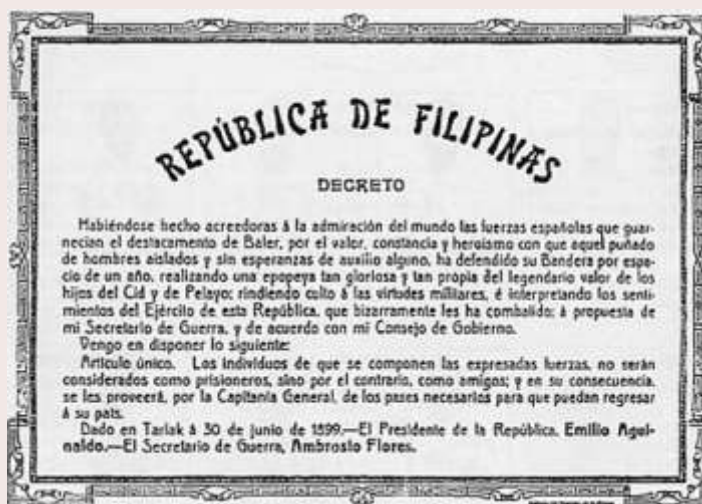 REPÚBLICA DE FILIPINAS
DECRETO
Habiéndose hecho acreedoras á la admiración del mundo las fuerzas españolas que guar-
necían el destacamento de Baler, por el valor, constancia y heroísmo con que aquel puñado
de hombres aislados y sin esperanzas de auxilio alguno, ha defendido su Bandera por espa-
cio de un año, realizando una epopeya tan gloriosa y tan propia del legendario valor de los
hijos del Cid y de Pelayo; rindiendo culto á las virtudes militares, é interpretando los senti-
mientos del Ejército de esta República, que bizarramente les ha combatido; á propuesta de
mi Secretario de Guerra, y de acuerdo con mi Consejo de Gobierno,
Vengo en disponer lo siguiente:
Artículo único. Los individuos de que se componen las expresadas fuerzas, no serán
considerados como prisioneros, sino por el contrario, como amigos; y en su consecuencia,
se les proveerá, por la Capitanía General, de los pases necesarios para que puedan regresar
á su país.
Dado en Tarlak á 30 de junio de 1899.—El Presidente de la República, Emilio Agui-
naldo.—El Secretario de Guerra, Ambrosio Flores.